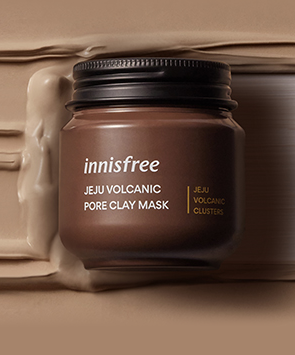 innisfree
JEJU VOLCANIC
PORE CLAY MASK
JEJU
VOLCANIC
CLUSTERS